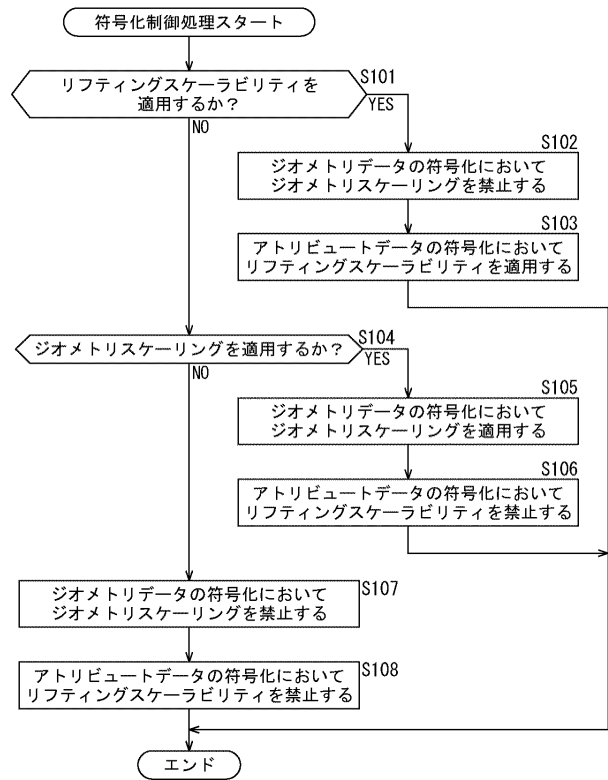 符号化制御処理スタート
S101
リフティングスケーラビリティを
適用するか？
YES
NO
S102
ジオメトリデータの符号化において
ジオメトリスケーリングを禁止する
S103
アトリビュートデータの符号化において
リフティングスケーラビリティを適用する
S104
ジオメトリスケーリングを適用するか？
YES
NO
S105
ジオメトリデータの符号化において
ジオメトリスケーリングを適用する
S106
アトリビュートデータの符号化において
リフティングスケーラビリティを禁止する
S107
ジオメトリデータの符号化において
ジオメトリスケーリングを禁止する
S108
アトリビュートデータの符号化において
リフティングスケーラビリティを禁止する
エンド